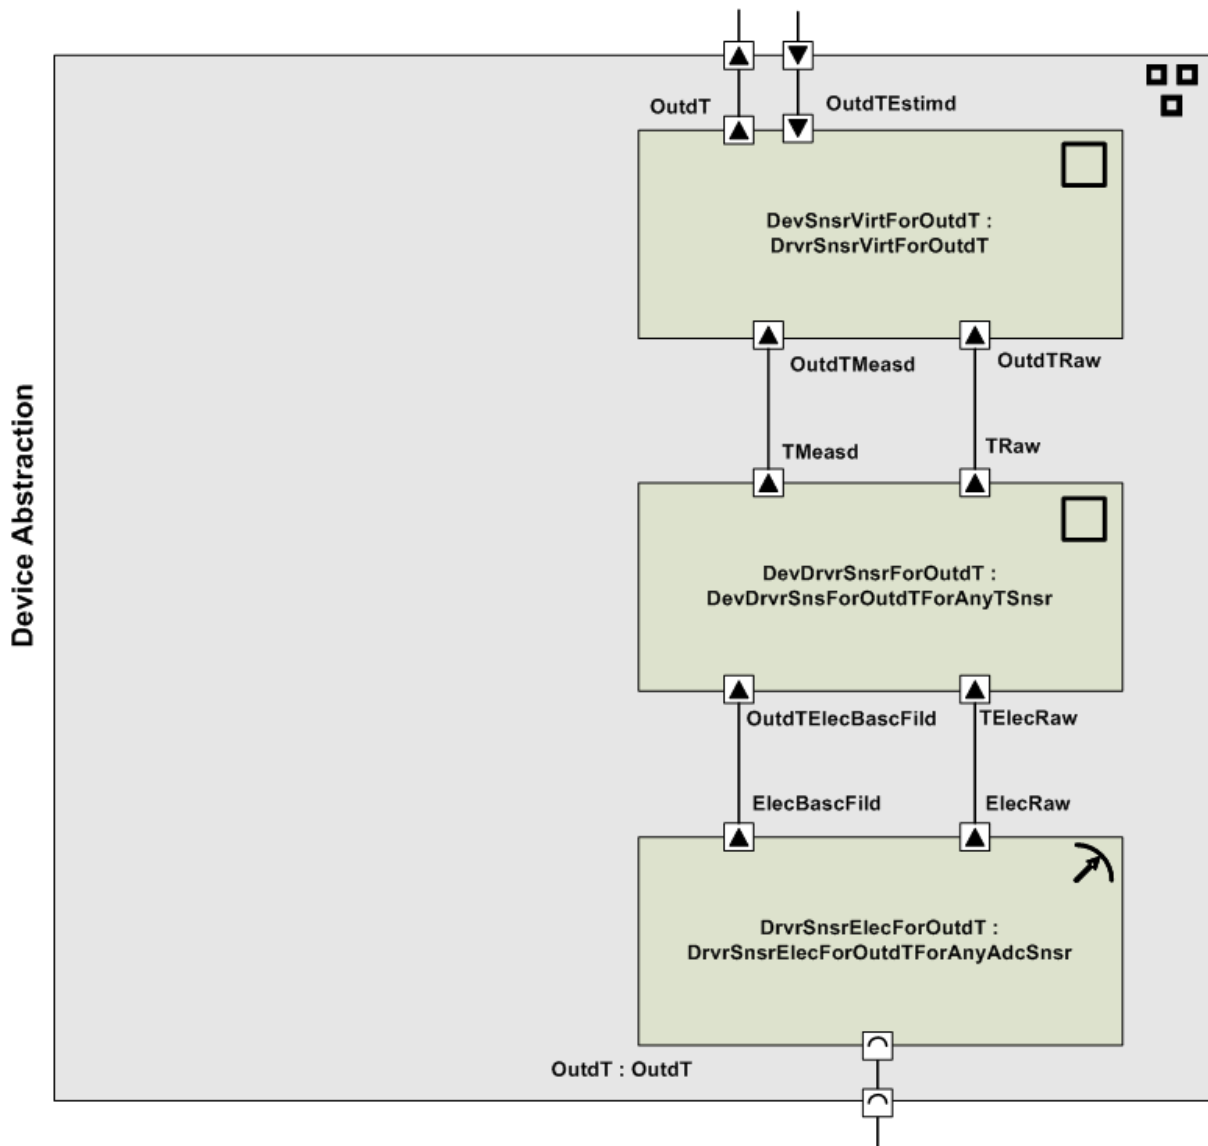 OutdT
OutdTEstimd
DevSnsrVirtForOutdT :
DrvrSnsrVirtForOutdT
OutdTMeasd
OutdTRaw
TMeasd
TRaw
Device Abstraction
DevDrvrSnsrForOutdT :
DevDrvrSnsForOutdTForAnyTSnsr
OutdTElecBascFild
TElecRaw
ElecBascFild
ElecRaw
DrvrSnsrElecForOutdT :
DrvrSnsrElecForOutdTForAnyAdcSnsr
OutdT : OutdT